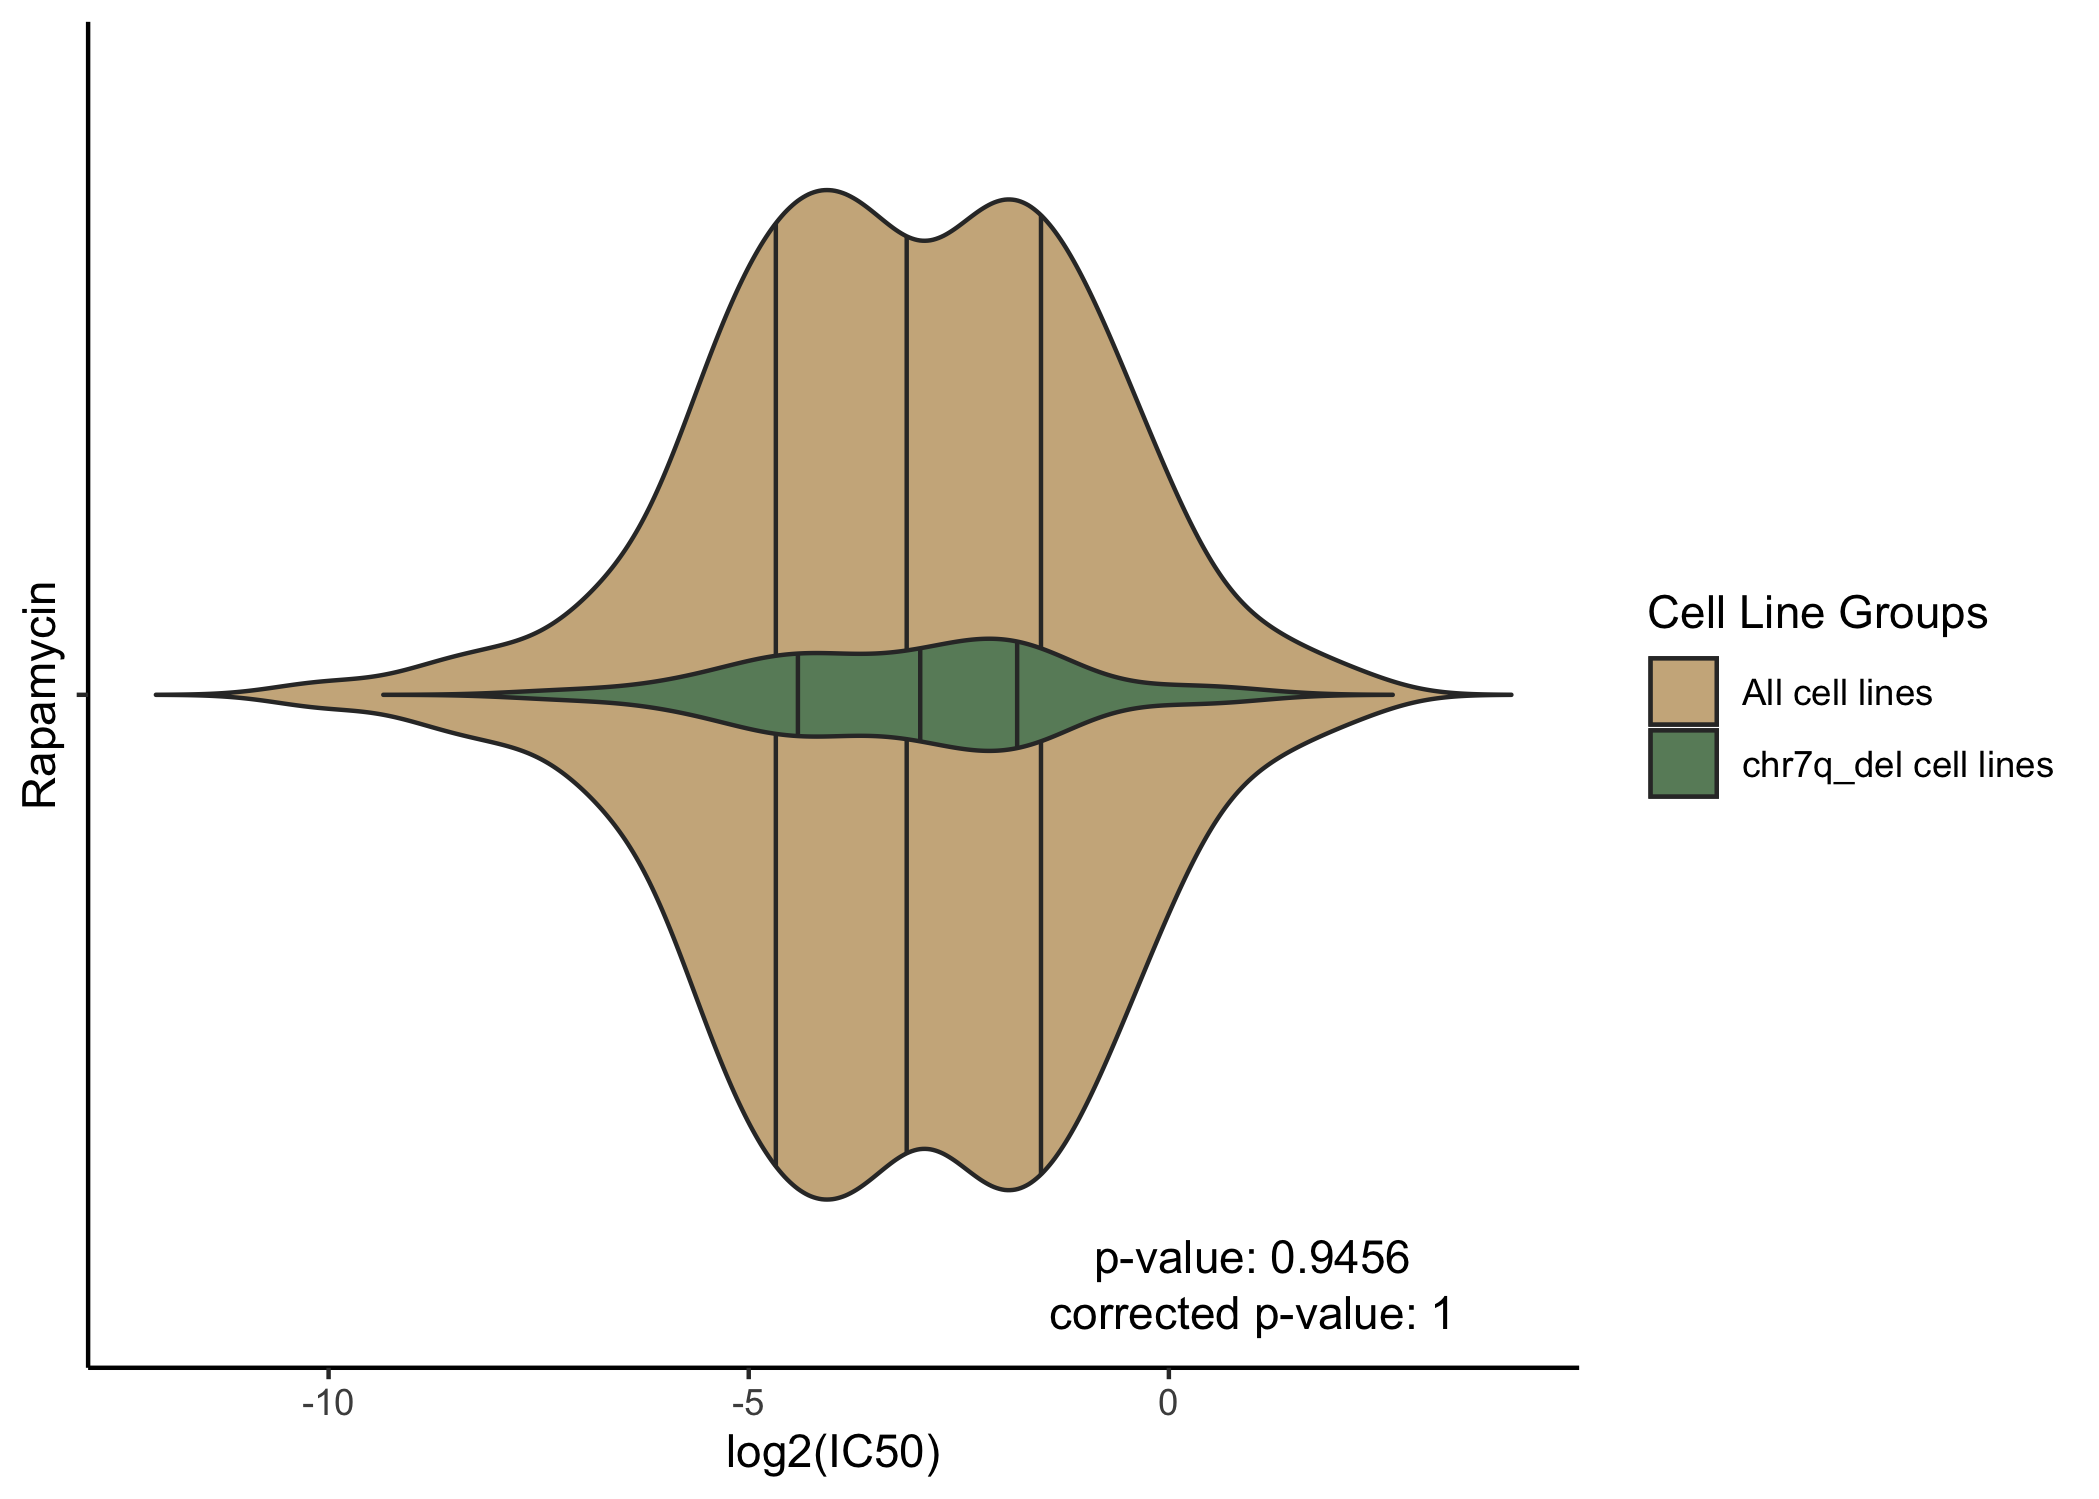 Rapamycin
p-value: 0.9456
corrected p-value: 1
-10
-5
0
log2(IC50)
Cell Line Groups
All cell lines
chr7q_del cell lines